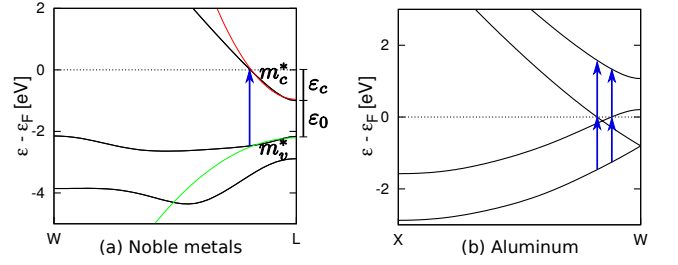 ε - ε_F [eV]
2
0
-2
-4
m_c^*
ε_c
ε_0
m_v^*
W
L
(a) Noble metals
ε - ε_F [eV]
2
0
-2
X
W
(b) Aluminum